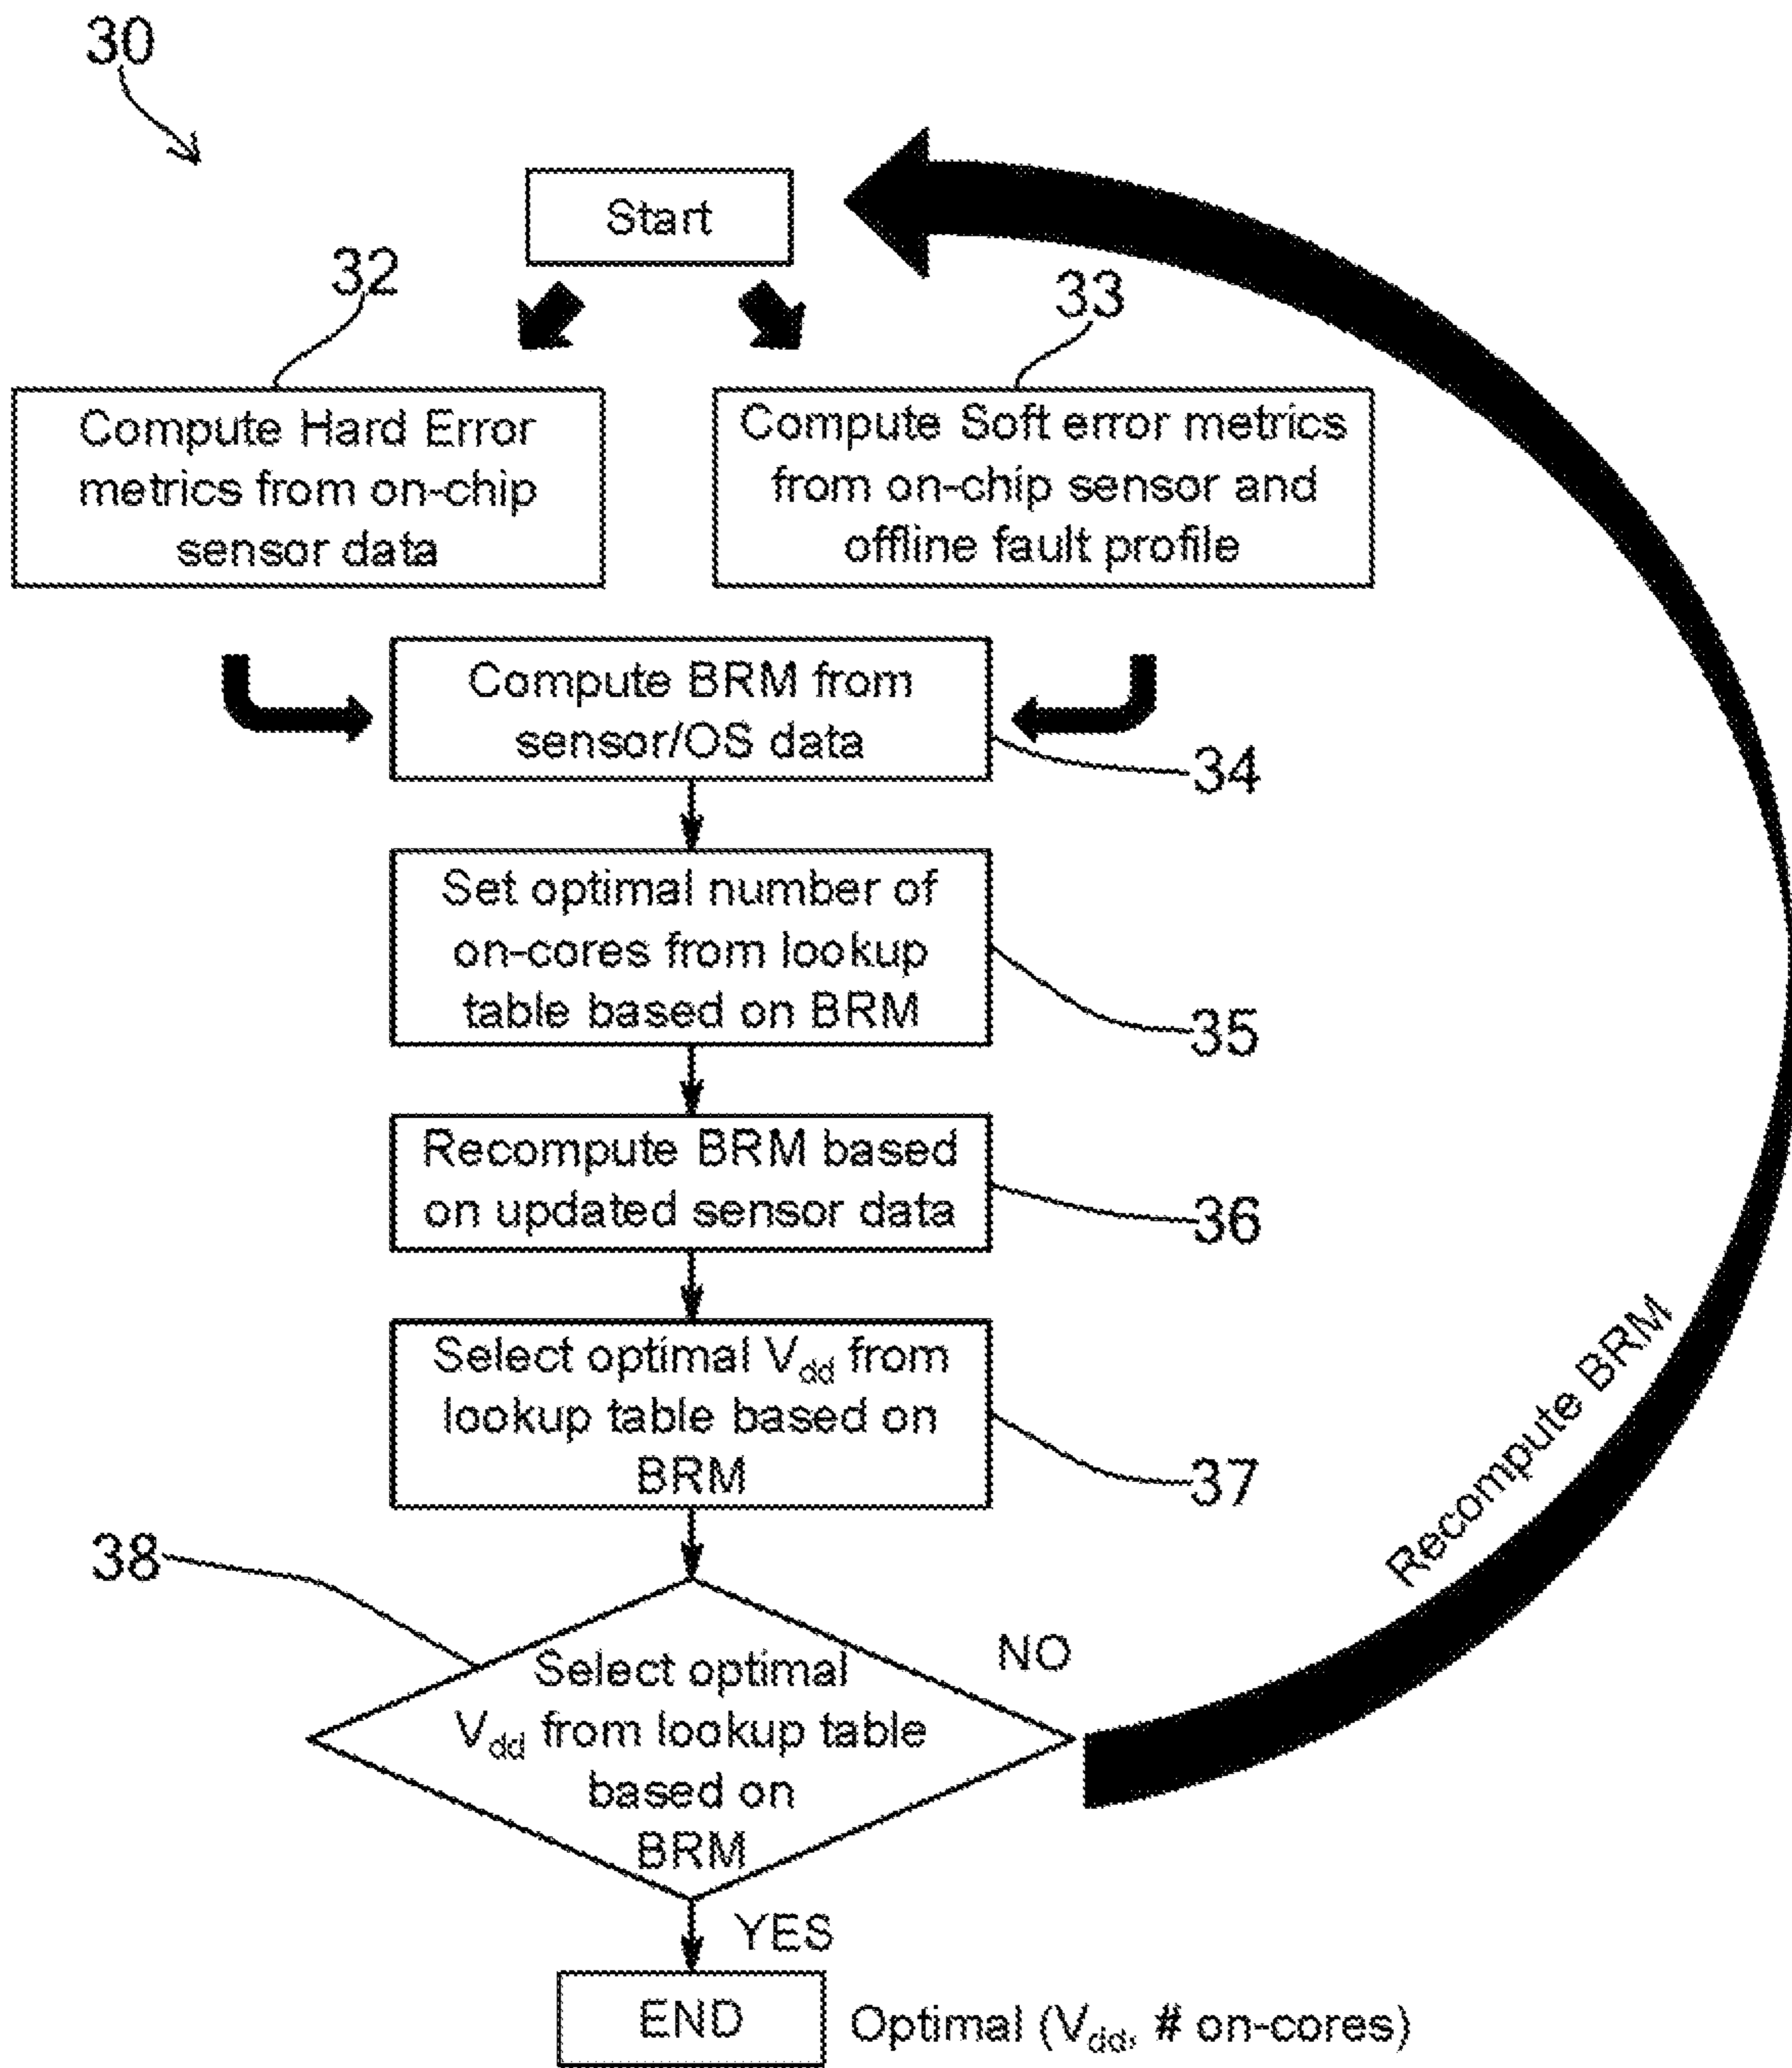 30
Start
32
33
Compute Hard Error
metrics from on-chip
sensor data
Compute Soft error metrics
from on-chip sensor and
offline fault profile
Compute BRM from
sensor/OS data
34
Set optimal number of
on-cores from lookup
table based on BRM
35
Recompute BRM based
on updated sensor data
36
Select optimal Vdd from
lookup table based on
BRM
37
Recompute BRM
38
Select optimal
Vdd from lookup table
based on
BRM
NO
YES
END
Optimal (Vdd, # on-cores)